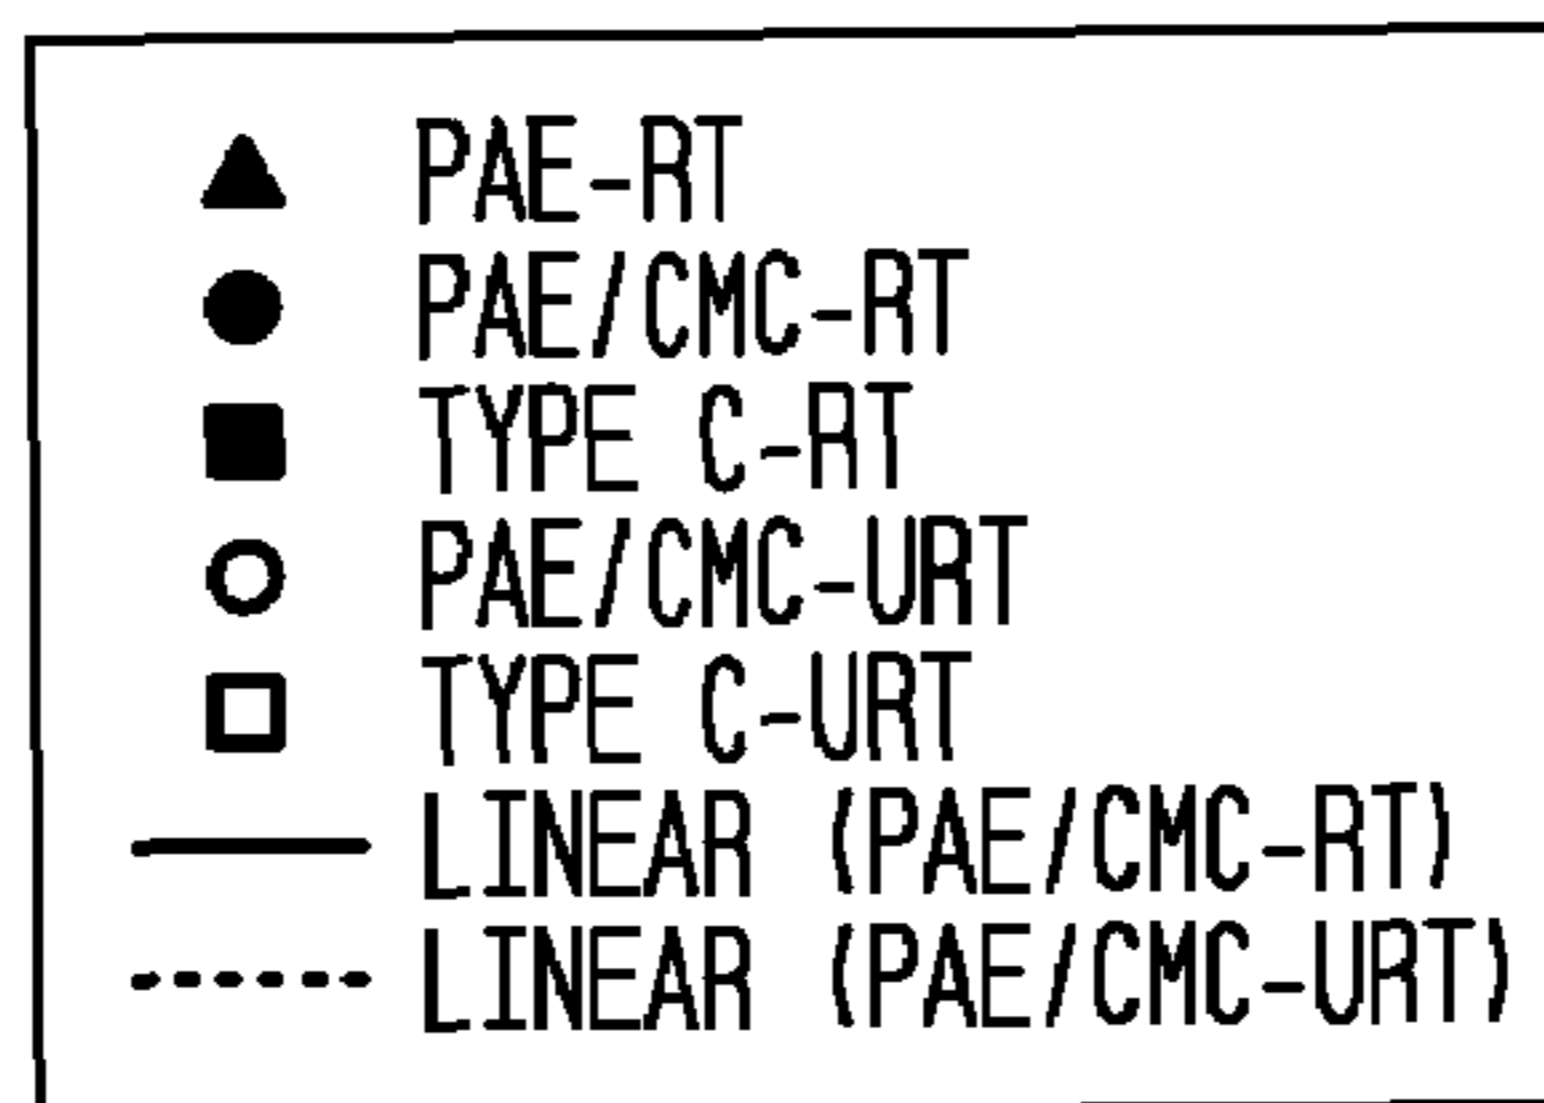 PAE-RT
PAE/CMC-RT
TYPE C-RT
PAE/CMC-URT
TYPE C-URT
LINEAR (PAE/CMC-RT)
LINEAR (PAE/CMC-URT)